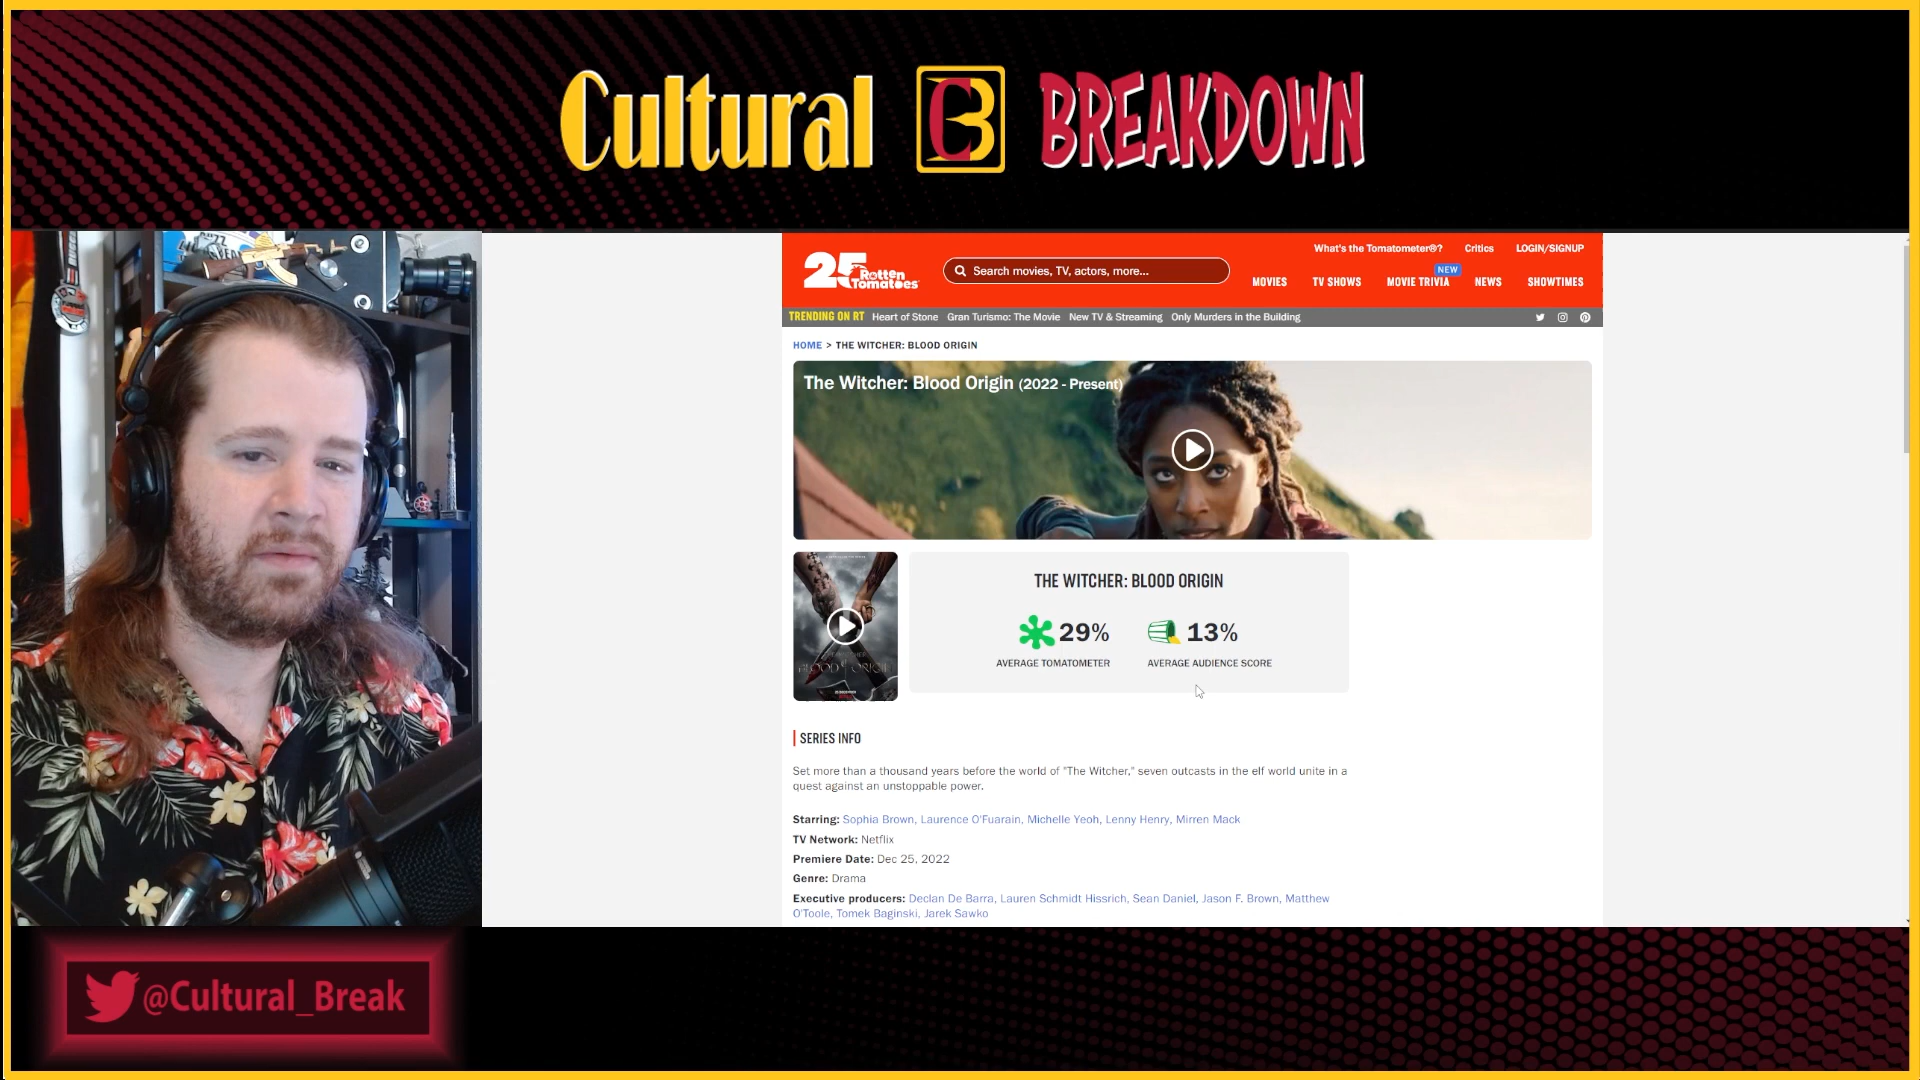 Cultural CB BREAKDOWN
What's the Tomatometer®? Critics LOGIN/SIGNUP
25 Rotten Tomatoes
Search movies, TV, actors, more...
NEW
MOVIES TV SHOWS MOVIE TRIVIA NEWS SHOWTIMES
TRENDING ON RT Heart of Stone Gran Turismo: The Movie New TV & Streaming Only Murders in the Building
HOME > THE WITCHER: BLOOD ORIGIN
The Witcher: Blood Origin (2022 - Present)
THE WITCHER: BLOOD ORIGIN
29% 13%
AVERAGE TOMATOMETER AVERAGE AUDIENCE SCORE
BLOOD ORIGIN
SERIES INFO
Set more than a thousand years before the world of "The Witcher," seven outcasts in the elf world unite in a
quest against an unstoppable power.
Starring: Sophia Brown, Laurence O'Fuarain, Michelle Yeoh, Lenny Henry, Mirren Mack
TV Network: Netflix
Premiere Date: Dec 25, 2022
Genre: Drama
Executive producers: Declan De Barra, Lauren Schmidt Hissrich, Sean Daniel, Jason F. Brown, Matthew
O'Toole, Tomek Baginski, Jarek Sawko
@Cultural_Break